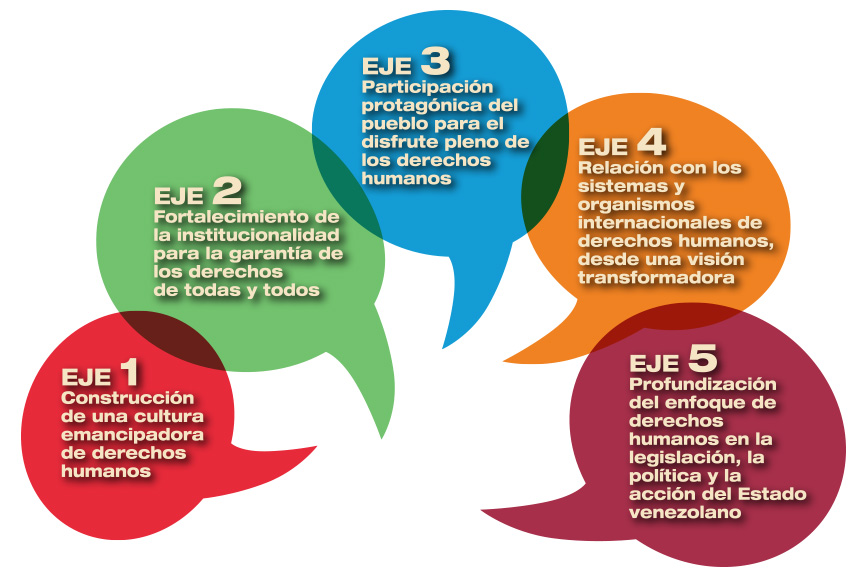 EJE 1
Construcción
de una cultura
emancipadora
de derechos
humanos
EJE 2
Fortalecimiento de
la institucionalidad
para la garantía de
los derechos
de todas y todos
EJE 3
Participación
protagónica del
pueblo para el
disfrute pleno de
los derechos
humanos
EJE 4
Relación con los
sistemas y
organismos
internacionales de
derechos humanos,
desde una visión
transformadora
EJE 5
Profundización
del enfoque de
derechos
humanos en la
legislación, la
política y la
acción del Estado
venezolano